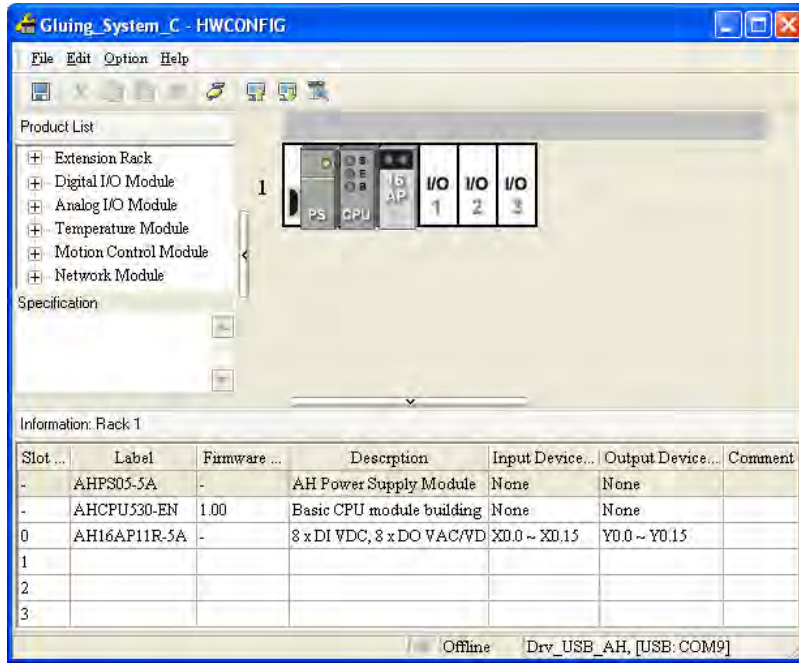 Gluing_System_C - HWCONFIG
File Edit Option Help
Product List
Extension Rack
Digital I/O Module
Analog I/O Module
Temperature Module
Motion Control Module
Network Module
Specification
1
PS CPU 16 AP I/O 1 I/O 2 I/O 3
S
E
B
Information: Rack 1
Slot ... Label Firmware ... Descrption Input Device... Output Device... Comment
- AHPS05-5A - AH Power Supply Module None None
- AHCPU530-EN 1.00 Basic CPU module building None None
0 AH16AP11R-5A - 8 x DI VDC, 8 x DO VAC/VD X0.0 ~ X0.15 Y0.0 ~ Y0.15
1
2
3
Offline Drv_USB_AH, [USB: COM9]